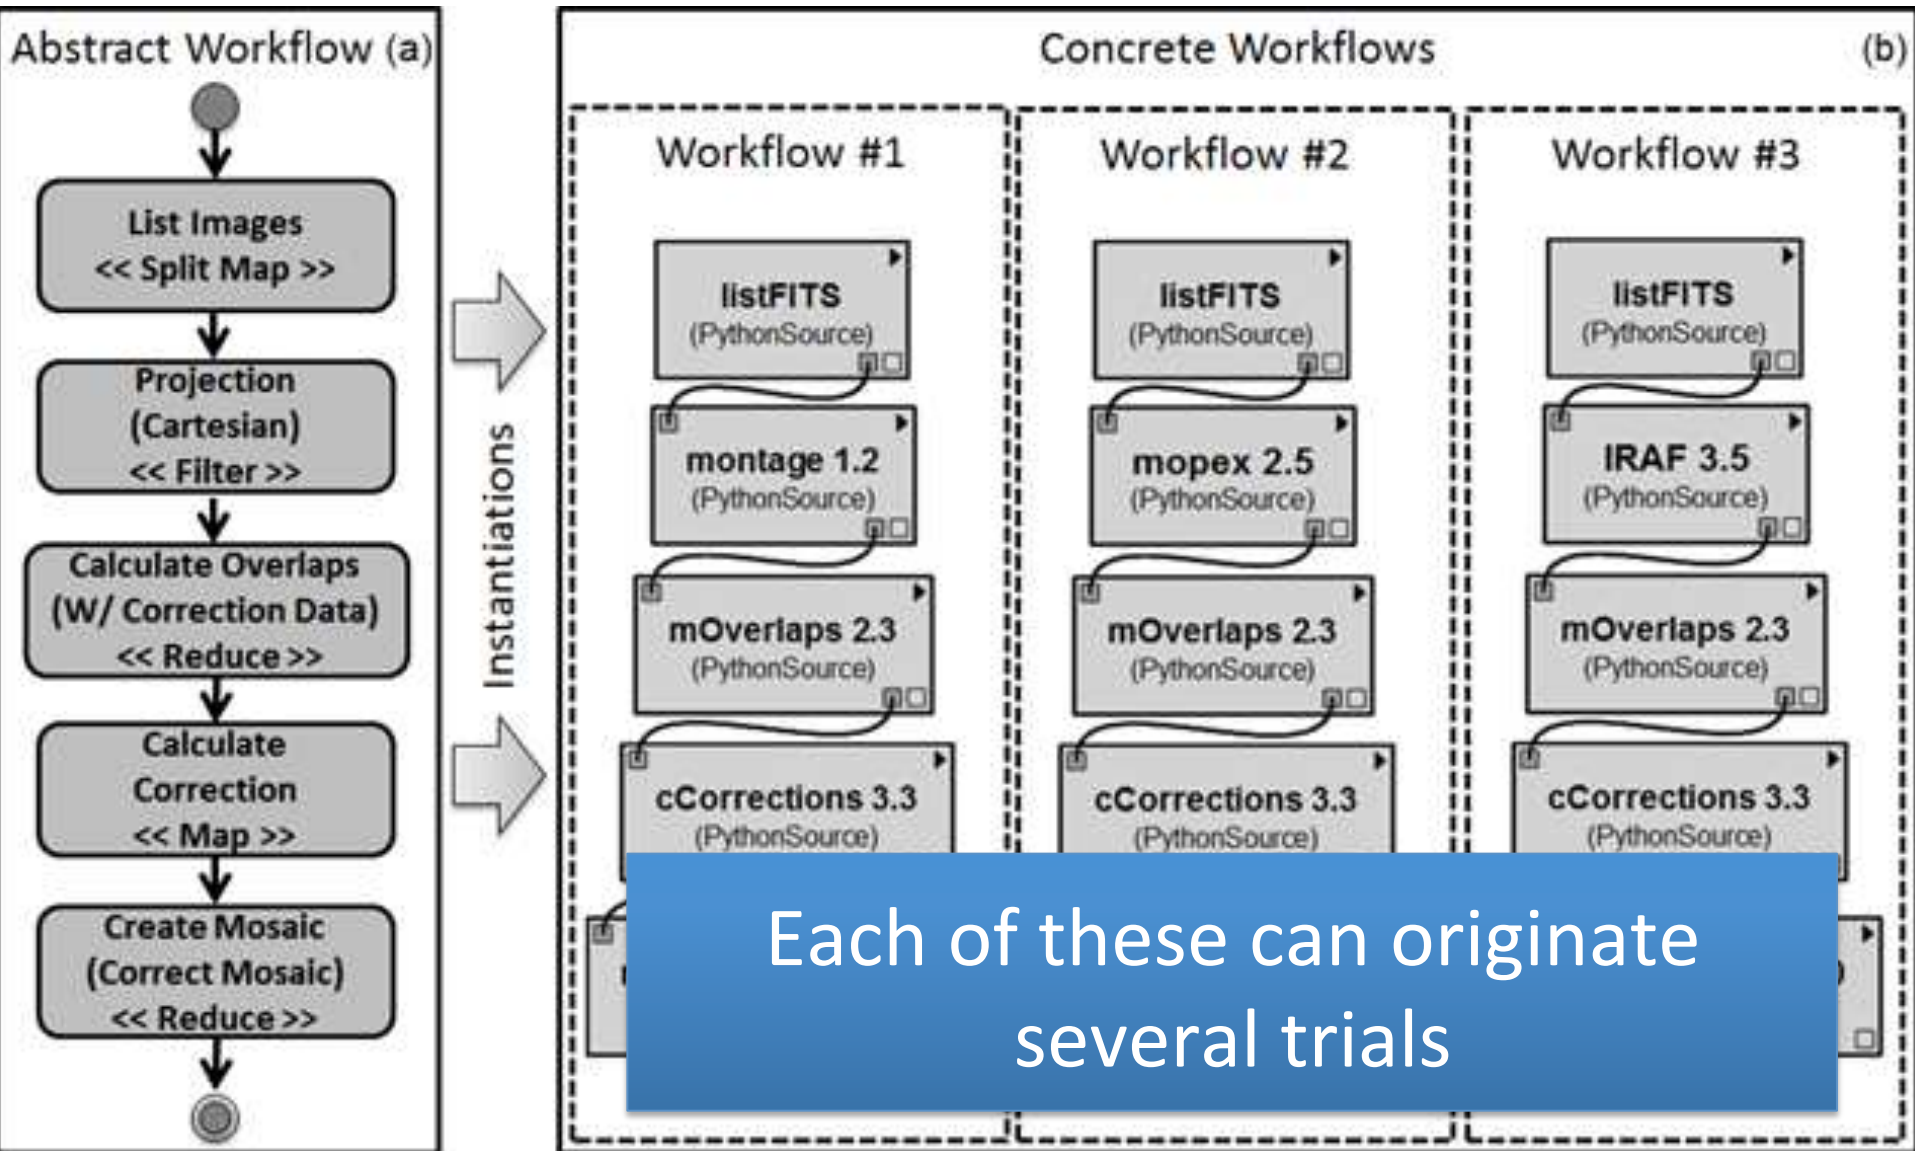 Abstract Workflow (a)
List Images
<< Split Map >>
Projection
(Cartesian)
<< Filter >>
Calculate Overlaps
(W/ Correction Data)
<< Reduce >>
Calculate
Correction
<< Map >>
Create Mosaic
(Correct Mosaic)
<< Reduce >>
Instantiations
Concrete Workflows
(b)
Workflow #1
listFITS
(PythonSource)
montage 1.2
(PythonSource)
mOverlaps 2.3
(PythonSource)
cCorrections 3.3
(PythonSource)
Workflow #2
listFITS
(PythonSource)
mopex 2.5
(PythonSource)
mOverlaps 2.3
(PythonSource)
cCorrections 3.3
(PythonSource)
Workflow #3
listFITS
(PythonSource)
IRAF 3.5
(PythonSource)
mOverlaps 2.3
(PythonSource)
cCorrections 3.3
(PythonSource)
Each of these can originate
several trials